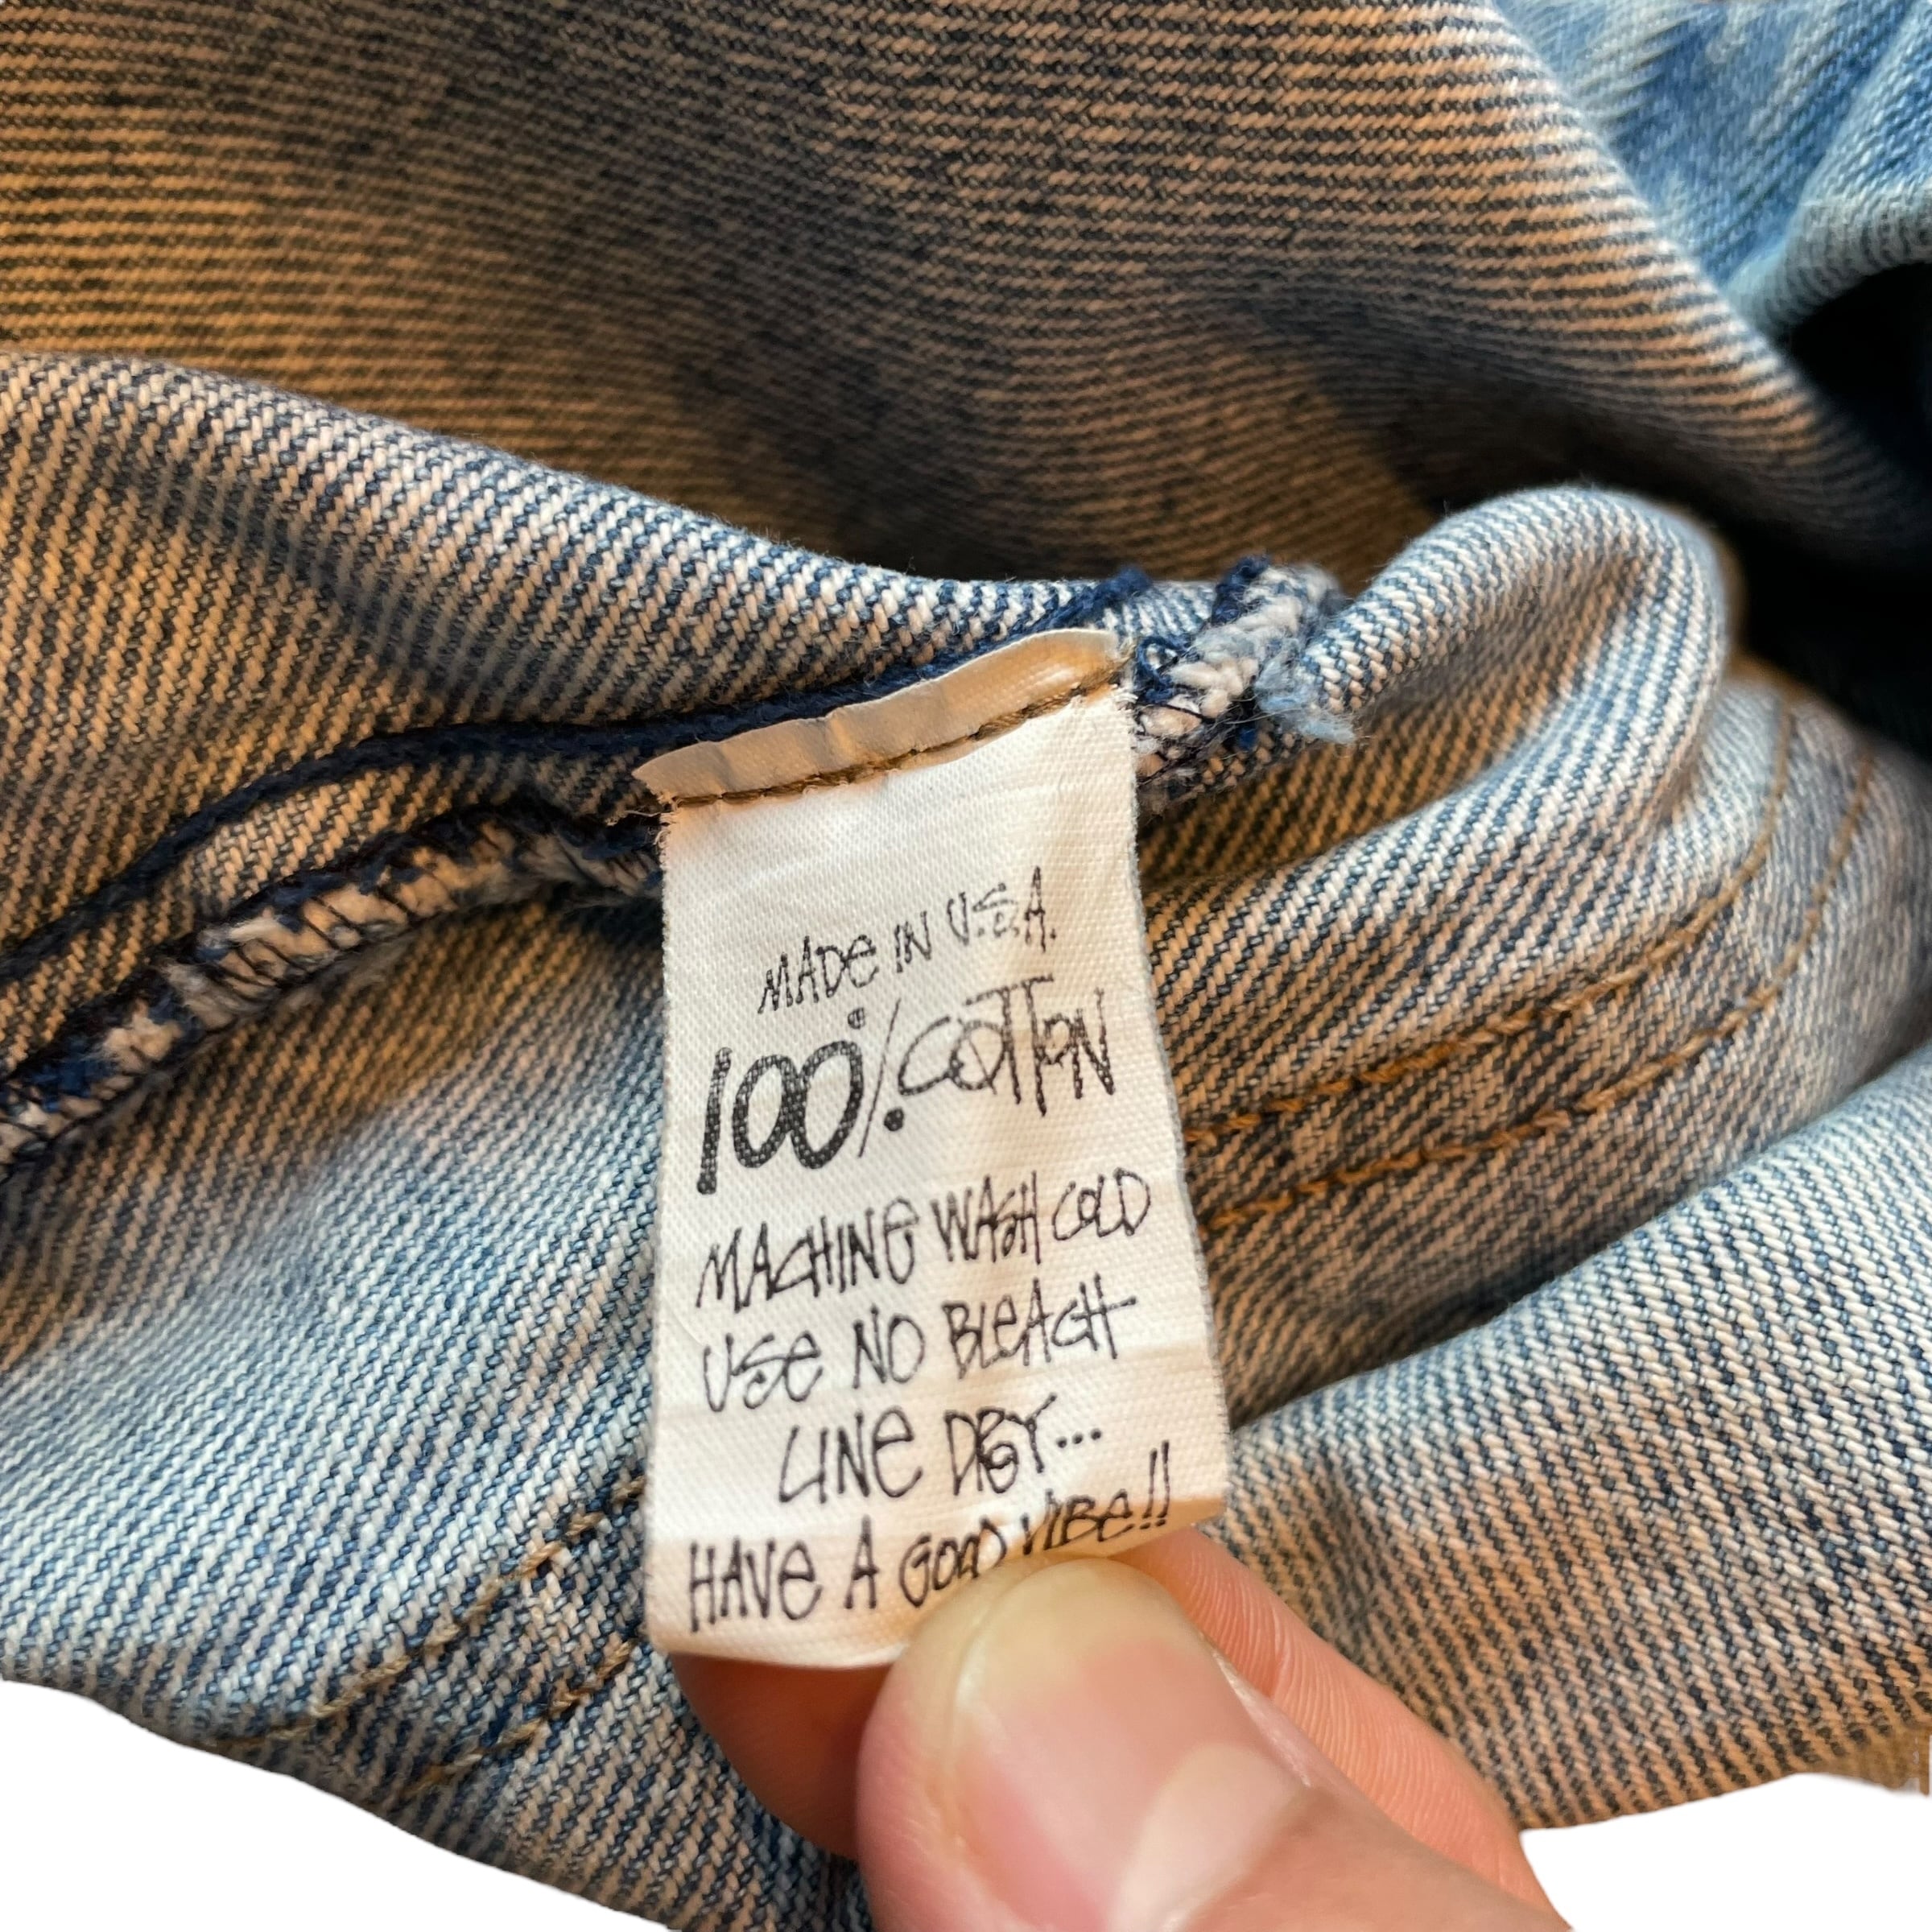 MADE IN U.S.A.
100% COTTON
MACHINE WASH COLD
USE NO BLEACH
LINE DRY...
HAVE A GOOD VIBE!!